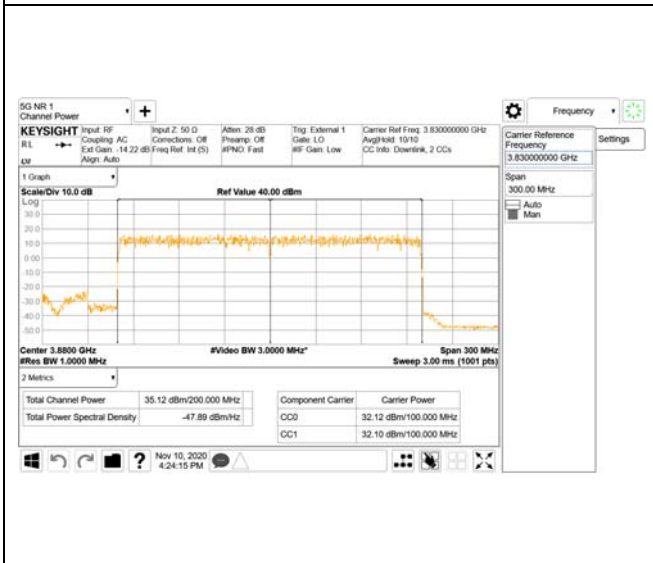 5G NR 1
Channel Power
Frequency
KEYSIGHT
RL
Input: RF
Coupling: AC
Ext Gain: -14.22 dB
Align: Auto
Input Z: 50 Ω
Corrections: Off
Freq Ref: Int (S)
Atten: 28 dB
Preamp: Off
#PNO: Fast
Trig: External 1
Gate: LO
#IF Gain: Low
Carrier Ref Freq: 3.830000000 GHz
Avg|Hold: 10/10
CC Info: Downlink, 2 CCs
Carrier Reference
Frequency
3.830000000 GHz
Settings
Span
300.00 MHz
Auto
Man
1 Graph
Scale/Div 10.0 dB
Ref Value 40.00 dBm
Log
30.0
20.0
10.0
0.00
-10.0
-20.0
-30.0
-40.0
-50.0
Center 3.8800 GHz
#Video BW 3.0000 MHz*
Span 300 MHz
#Res BW 1.0000 MHz
Sweep 3.00 ms (1001 pts)
2 Metrics
Total Channel Power 35.12 dBm/200.000 MHz
Total Power Spectral Density -47.89 dBm/Hz
Component Carrier Carrier Power
CC0 32.12 dBm/100.000 MHz
CC1 32.10 dBm/100.000 MHz
Nov 10, 2020
4:24:15 PM